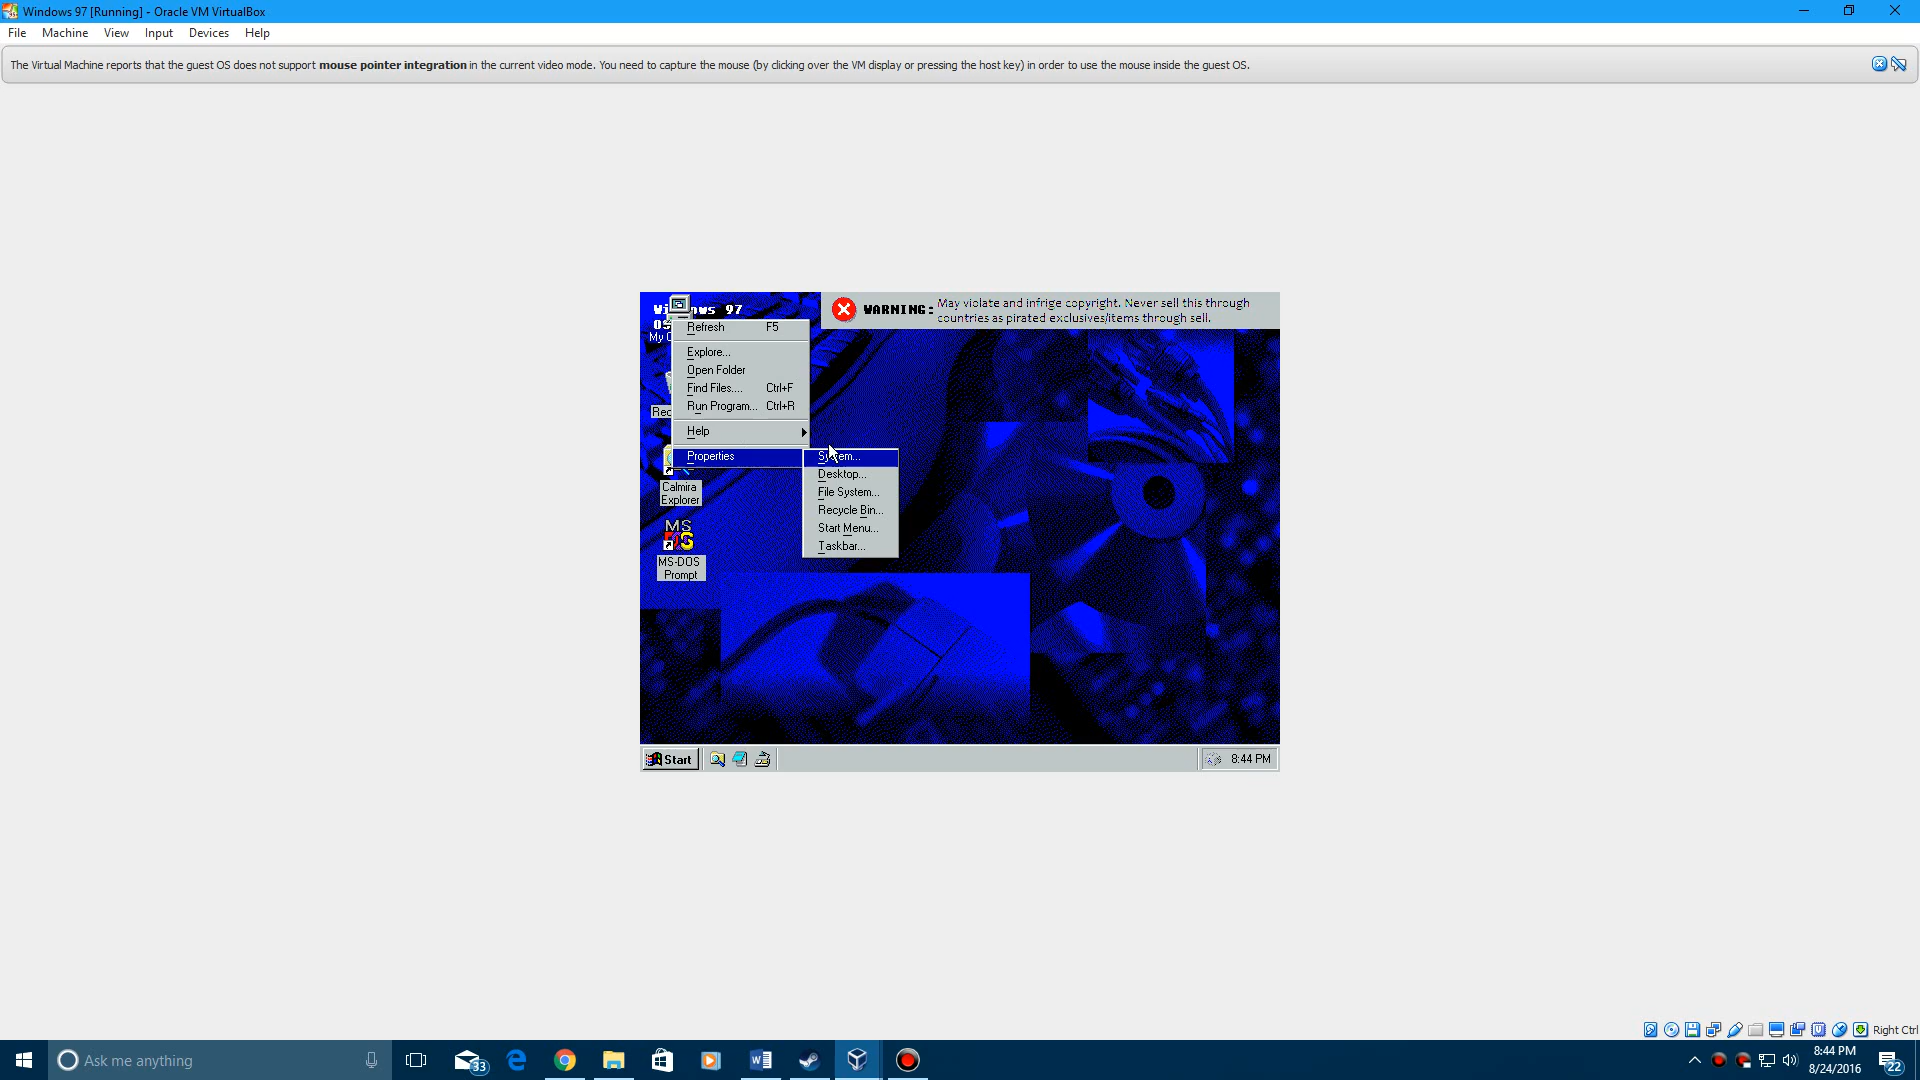 Windows 97 [Running] - Oracle VM VirtualBox
File Machine View Input Devices Help
The Virtual Machine reports that the guest OS does not support mouse pointer integration in the current video mode. You need to capture the mouse (by clicking over the VM display or pressing the host key) in order to use the mouse inside the guest OS.
WARNING: May violate and infrige copyright. Never sell this through
countries as pirated exclusives/items through sell.
97
My
Refresh F5
Explore...
Open Folder
Find Files.... Ctrl+F
Run Program... Ctrl+R
Help
Properties
System...
Desktop...
File System...
Recycle Bin...
Start Menu...
Taskbar...
Calmira
Explorer
MS
MS-DOS
Prompt
Start
8:44 PM
Right Ctrl
Ask me anything
33
8:44 PM
8/24/2016
22